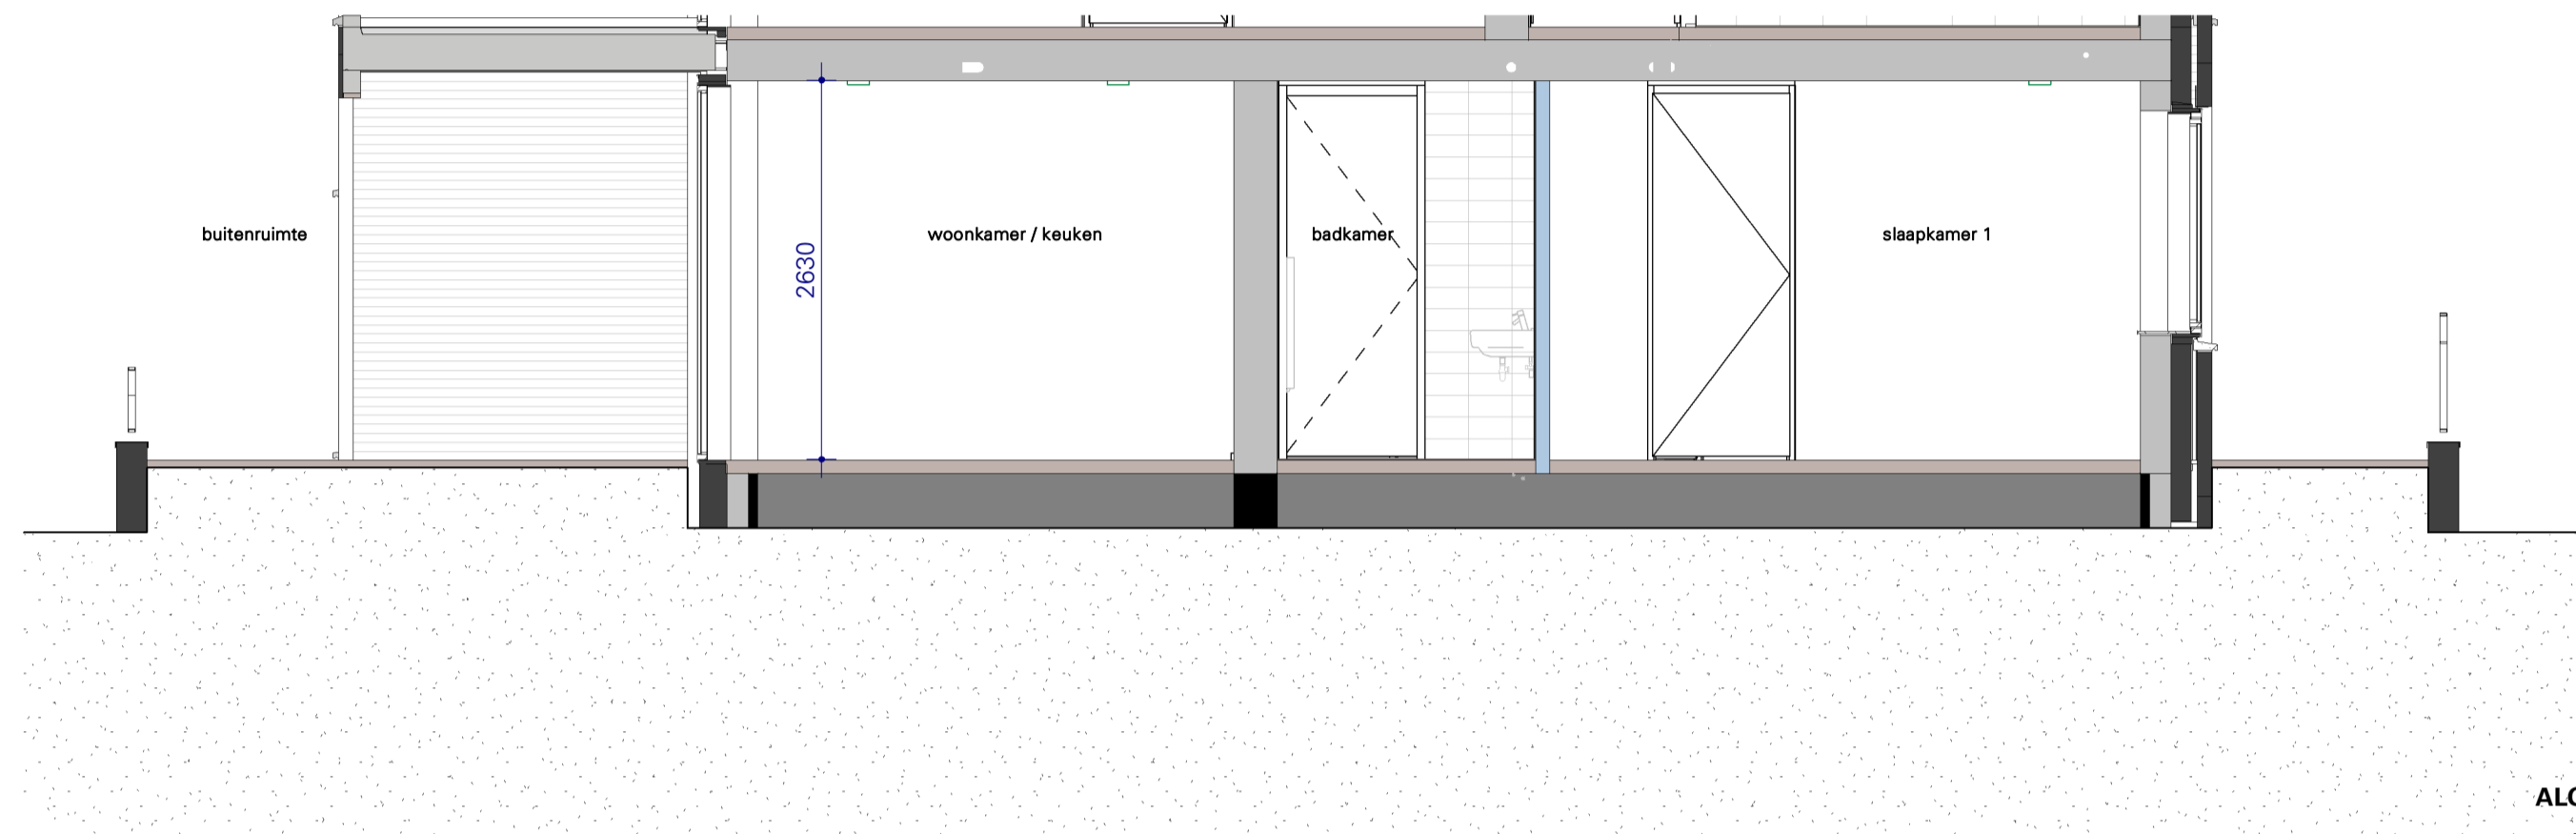 buitenruimte
woonkamer / keuken
badkamer
slaapkamer 1
2630